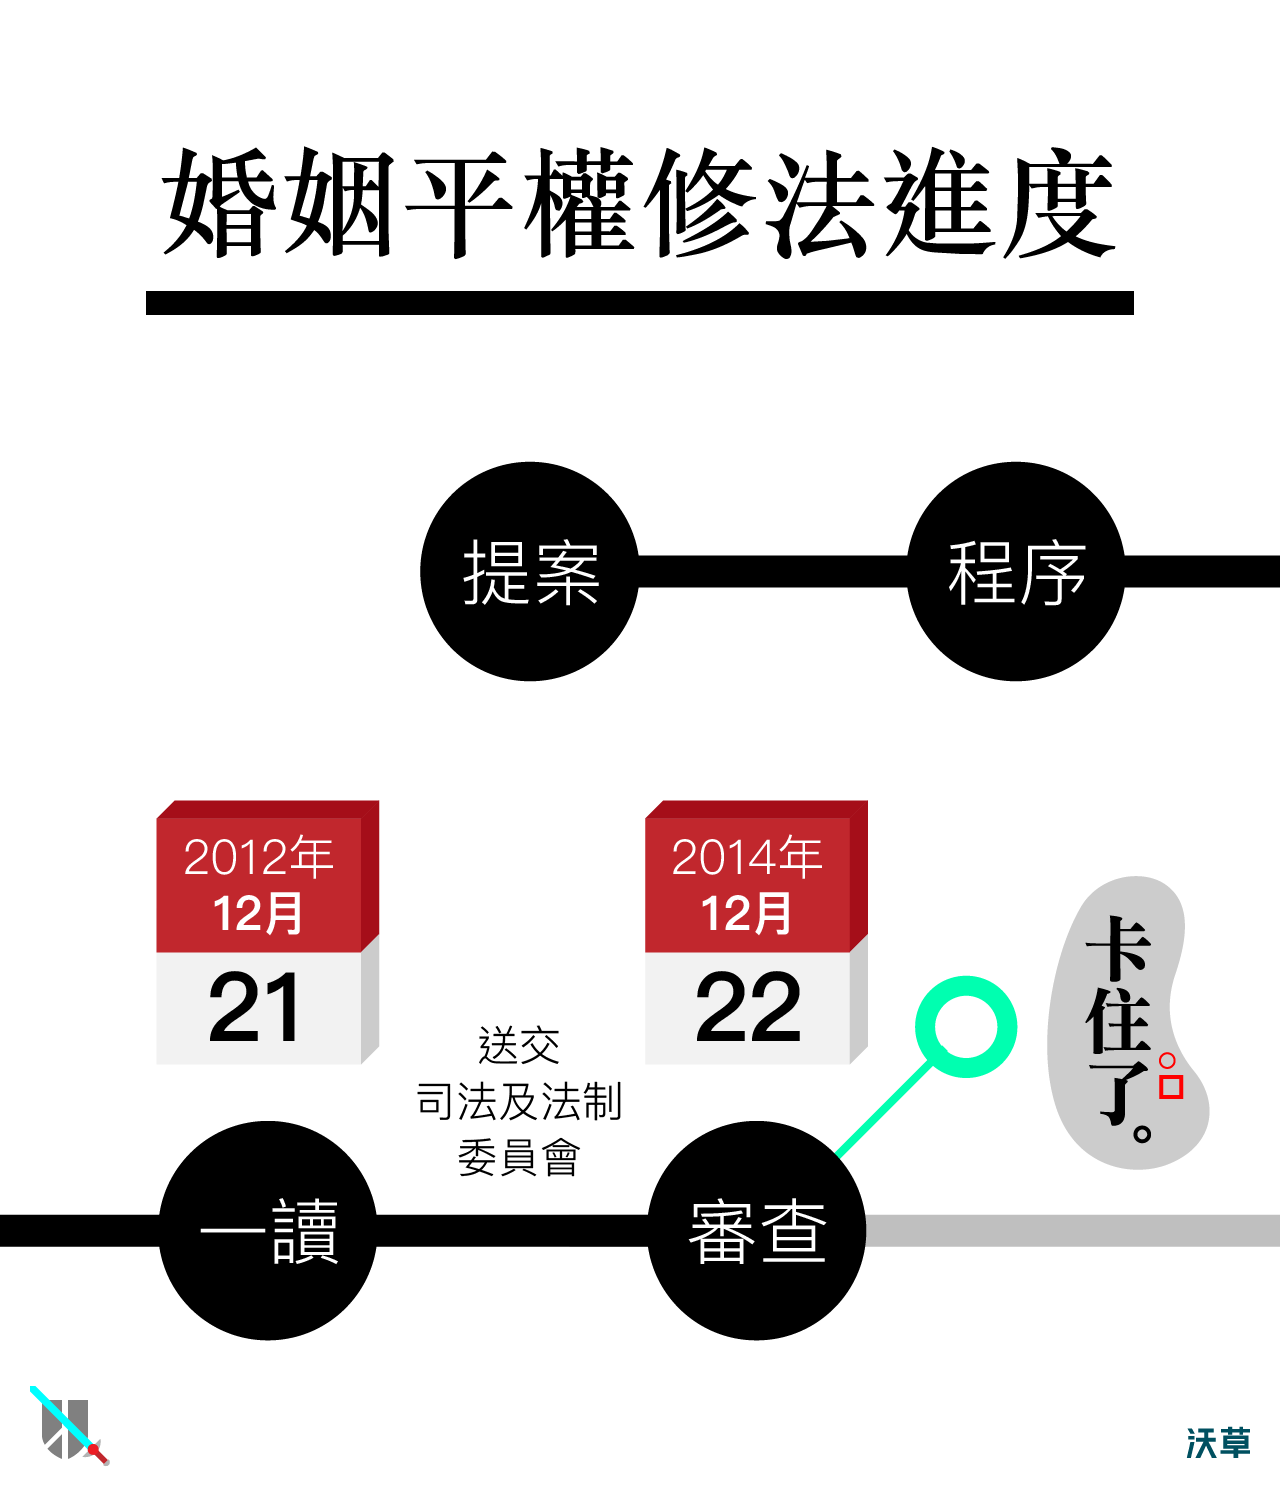 婚姻平權修法進度
提案
程序
2012年
12月
21
2014年
12月
22
送交
司法及法制
委員會
卡住了。
一讀
審查
沃草